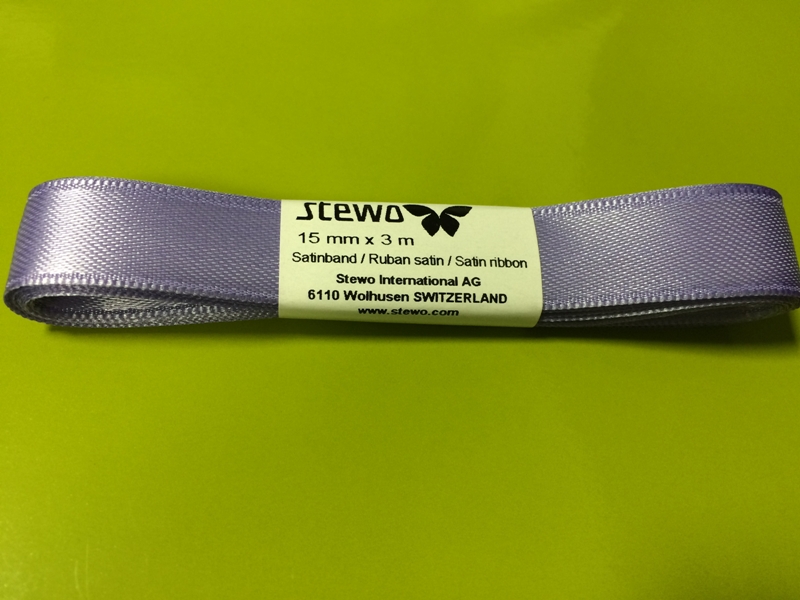 stewo
15 mm x 3 m
Satinband / Ruban satin / Satin ribbon
Stewo International AG
6110 Wolhusen SWITZERLAND
www.stewo.com